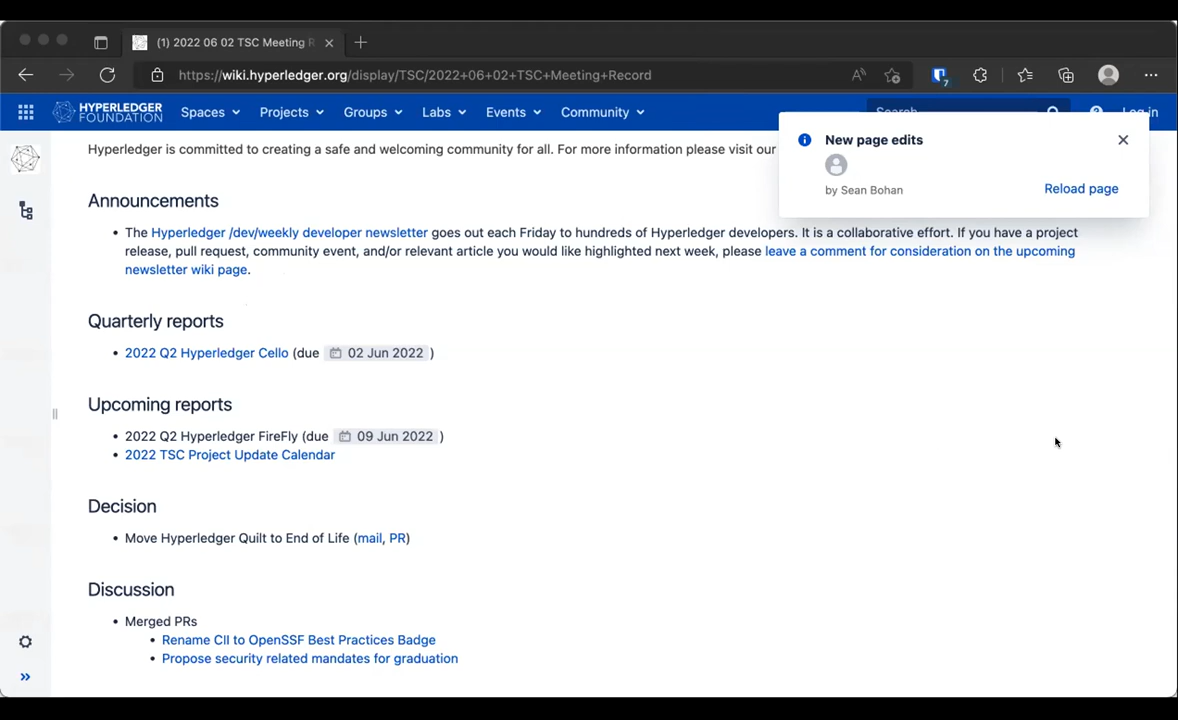 (1) 2022 06 02 TSC Meeting R
https://wiki.hyperledger.org/display/TSC/2022+06+02+TSC+Meeting+Record
7
HYPERLEDGER
FOUNDATION
Spaces
Projects
Groups
Labs
Events
Community
Search
Log in
Hyperledger is committed to creating a safe and welcoming community for all. For more information please visit our
New page edits
by Sean Bohan
Reload page
Announcements
• The Hyperledger /dev/weekly developer newsletter goes out each Friday to hundreds of Hyperledger developers. It is a collaborative effort. If you have a project
release, pull request, community event, and/or relevant article you would like highlighted next week, please leave a comment for consideration on the upcoming
newsletter wiki page.
Quarterly reports
• 2022 Q2 Hyperledger Cello (due 02 Jun 2022 )
Upcoming reports
• 2022 Q2 Hyperledger FireFly (due 09 Jun 2022 )
• 2022 TSC Project Update Calendar
Decision
• Move Hyperledger Quilt to End of Life (mail, PR)
Discussion
• Merged PRs
• Rename CII to OpenSSF Best Practices Badge
• Propose security related mandates for graduation